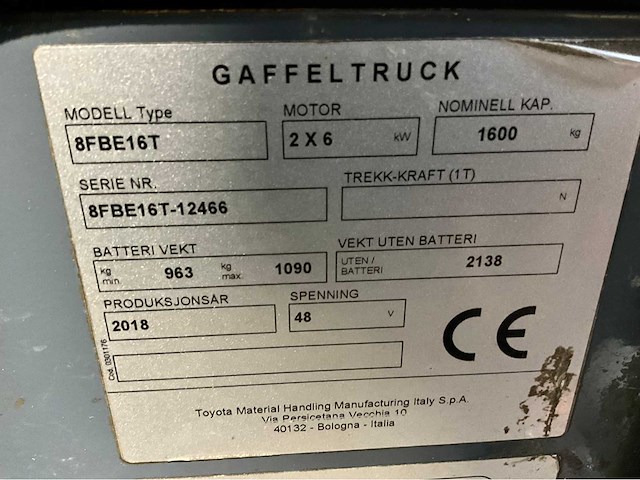 GAFFELTRUCK
MODELL Type MOTOR NOMINELL KAP.
8FBE16T 2 X 6 kW 1600 kg
SERIE NR. TREKK-KRAFT (1T)
8FBE16T-12466 N
BATTERI VEKT VEKT UTEN BATTERI
kg min 963 kg max. 1090 UTEN / BATTERI 2138
PRODUKSJONSÅR SPENNING
2018 48 V
Cod. 0301176
CE
Toyota Material Handling Manufacturing Italy S.p.A.
Via Persicetana Vecchia 10
40132 - Bologna - Italia